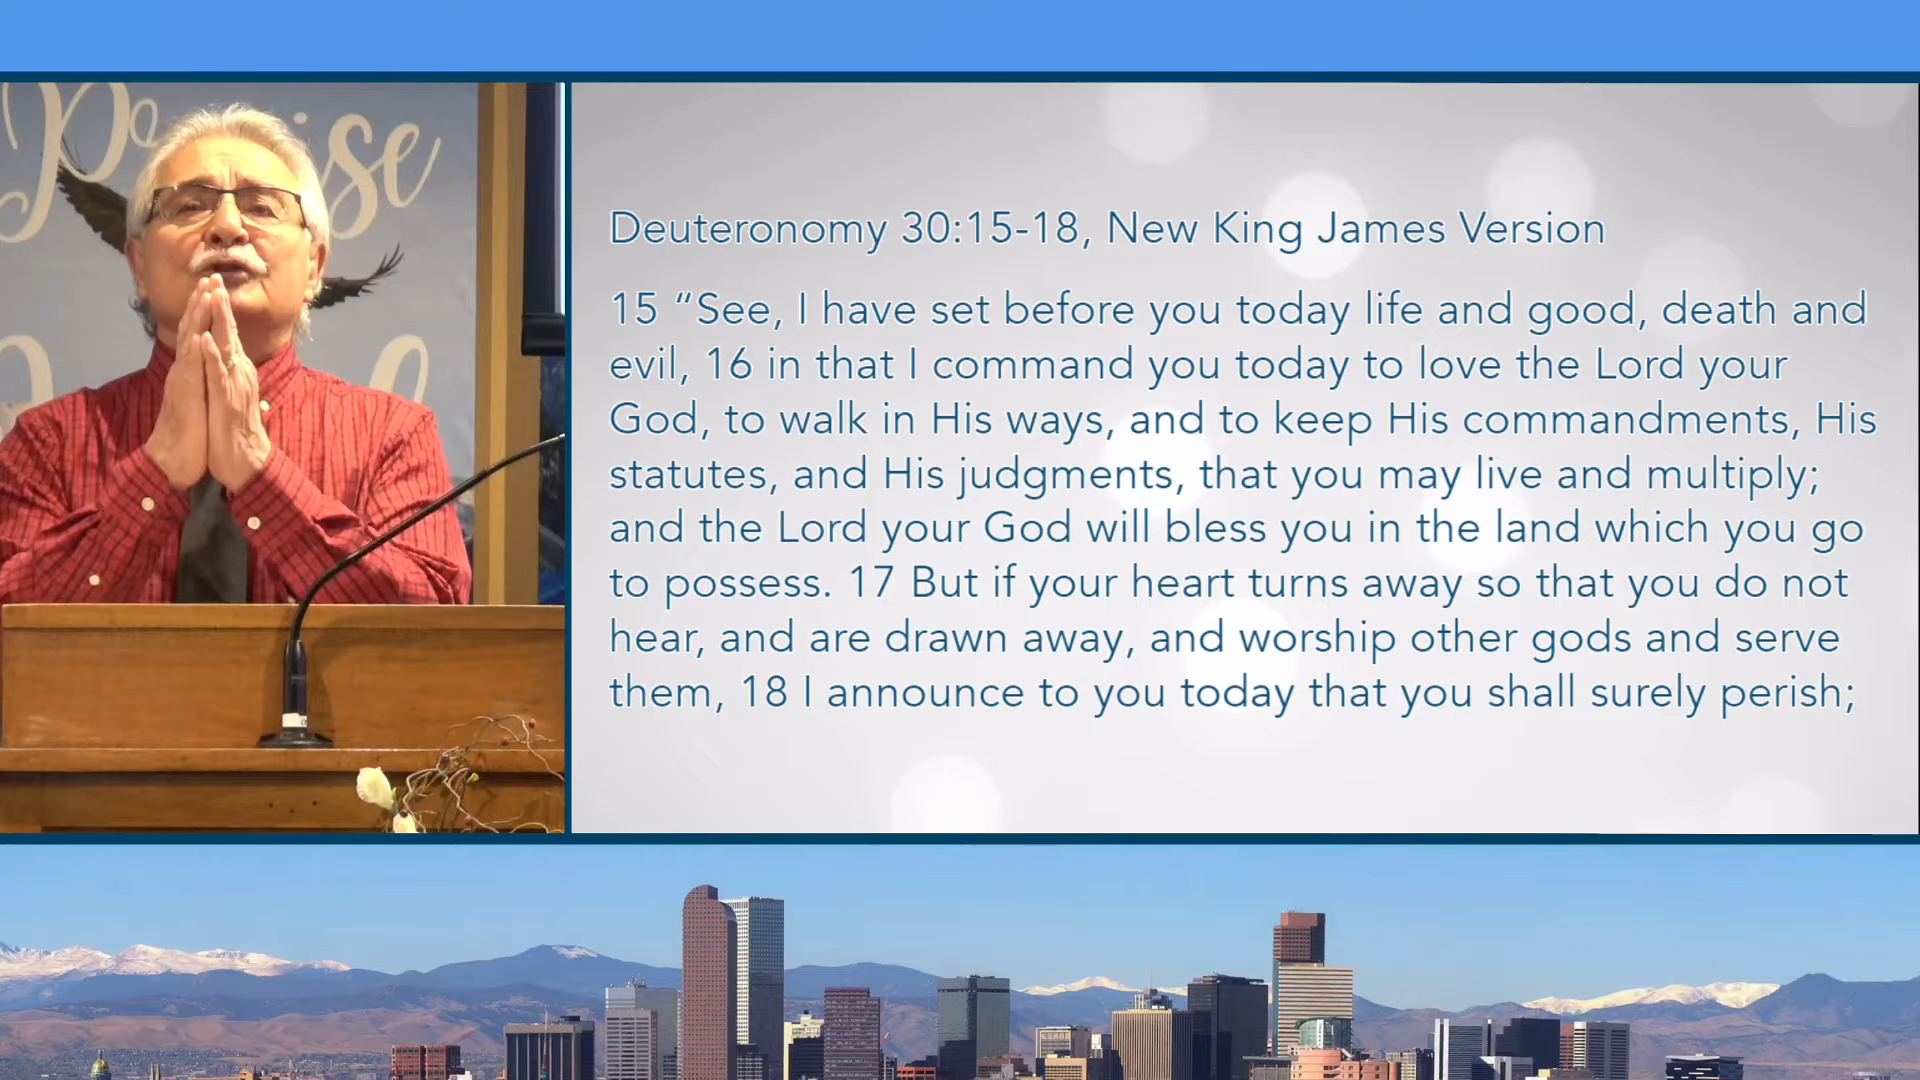 Deuteronomy 30:15-18, New King James Version
15 “See, I have set before you today life and good, death and
evil, 16 in that I command you today to love the Lord your
God, to walk in His ways, and to keep His commandments, His
statutes, and His judgments, that you may live and multiply;
and the Lord your God will bless you in the land which you go
to possess. 17 But if your heart turns away so that you do not
hear, and are drawn away, and worship other gods and serve
them, 18 I announce to you today that you shall surely perish;